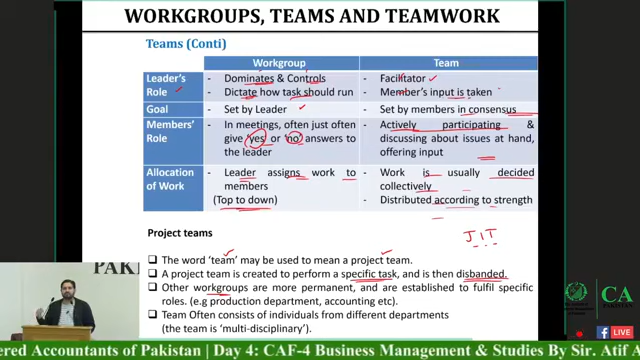 WORKGROUPS, TEAMS AND TEAMWORK
Teams (Conti)
Workgroup
Team
Leader's Role
- Dominates & Controls
- Dictate how task should run
- Facilitator
- Member's input is taken
Goal
- Set by Leader
- Set by members in consensus
Members' Role
- In meetings, often just often
give 'yes' or 'no' answers to
the leader
- Actively participating &
discussing about issues at hand,
offering input
Allocation of Work
- Leader assigns work to
members
(Top to down)
- Work is usually decided
collectively
- Distributed according to strength
JIT
Project teams
❑ The word 'team' may be used to mean a project team.
❑ A project team is created to perform a specific task, and is then disbanded.
❑ Other workgroups are more permanent, and are established to fulfil specific
roles. (e.g production department, accounting etc).
❑ Team Often consists of individuals from different departments
(the team is 'multi-disciplinary').
PAKISTAN
CA
PAKISTAN
LIVE
ered Accountants of Pakistan | Day 4: CAF-4 Business Management & Studies By Sir. Atif A